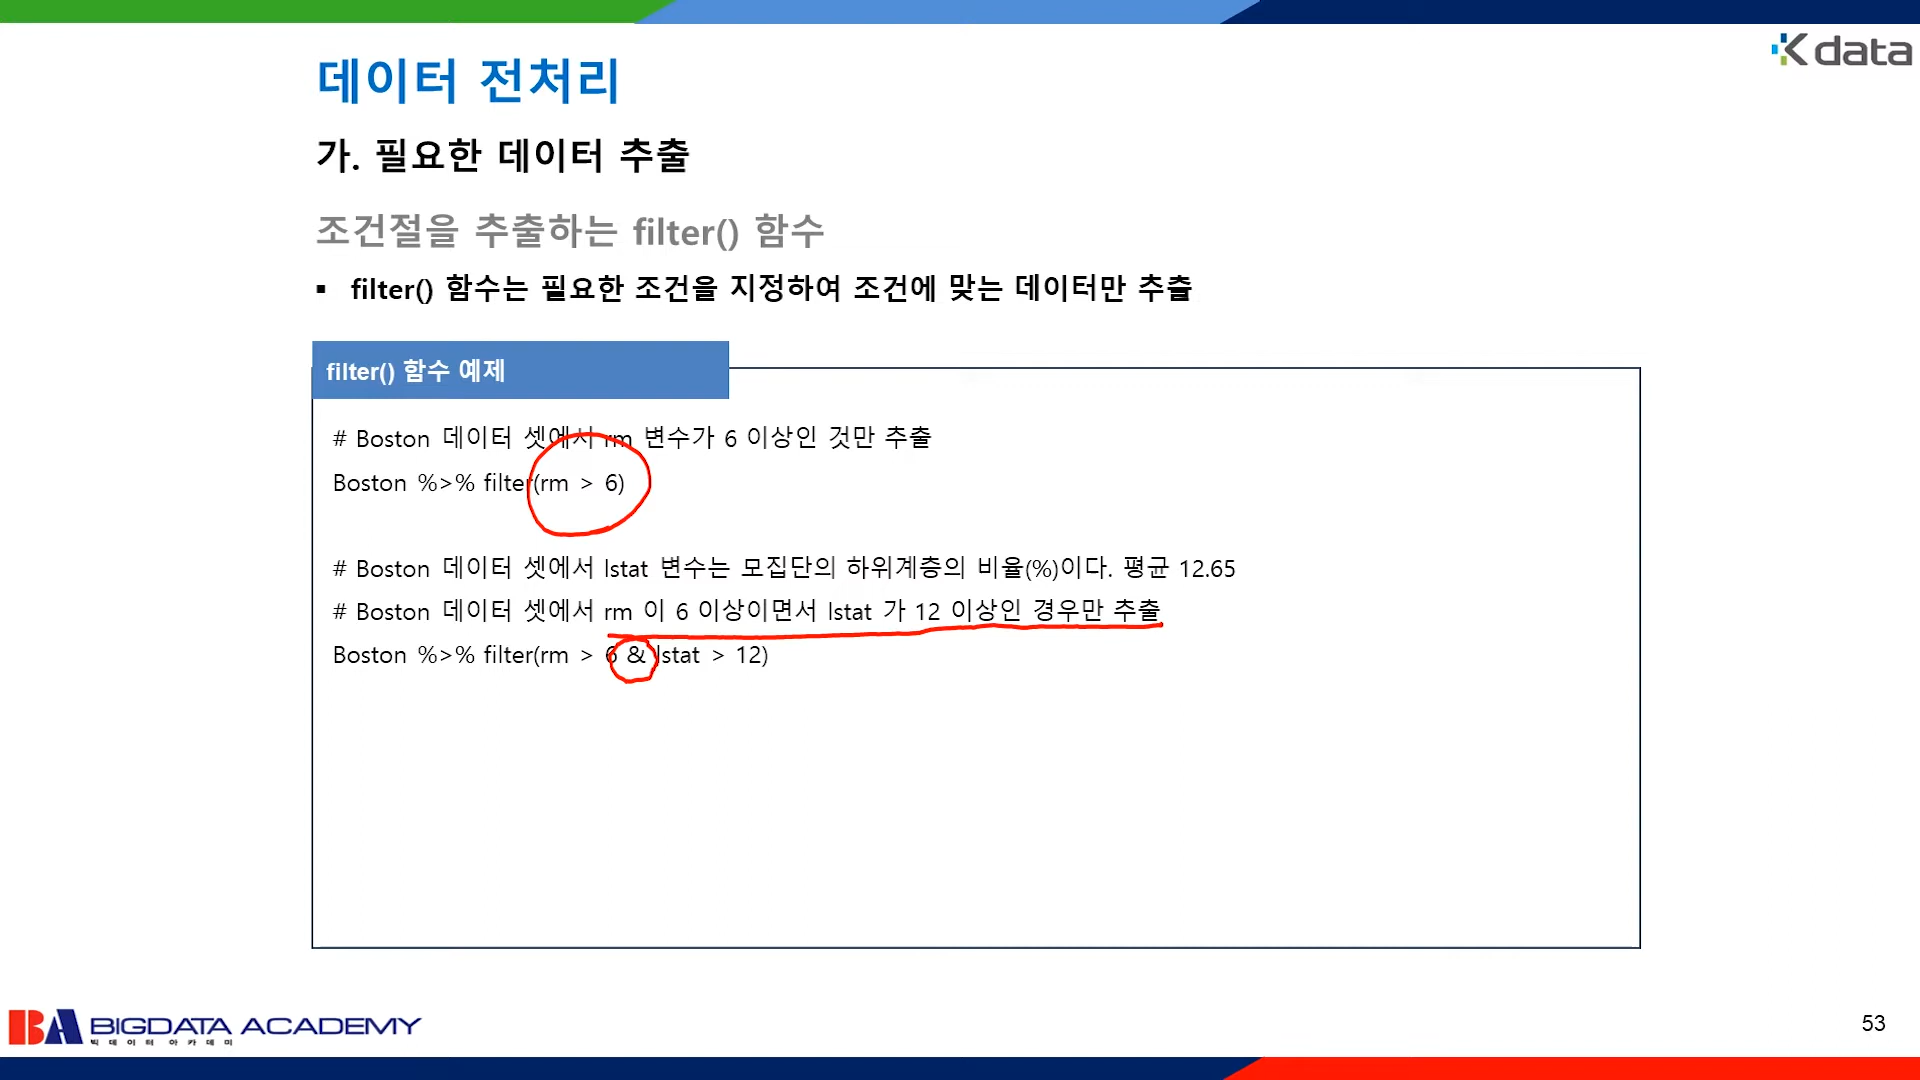 Kdata
데이터 전처리
가. 필요한 데이터 추출
조건절을 추출하는 filter() 함수
▪ filter() 함수는 필요한 조건을 지정하여 조건에 맞는 데이터만 추출
filter() 함수 예제
# Boston 데이터 셋에서 rm 변수가 6 이상인 것만 추출
Boston %>% filter(rm > 6)
# Boston 데이터 셋에서 lstat 변수는 모집단의 하위계층의 비율(%)이다. 평균 12.65
# Boston 데이터 셋에서 rm 이 6 이상이면서 lstat 가 12 이상인 경우만 추출
Boston %>% filter(rm > 6 & lstat > 12)
BA BIGDATA ACADEMY
빅데이터 아카데미
53